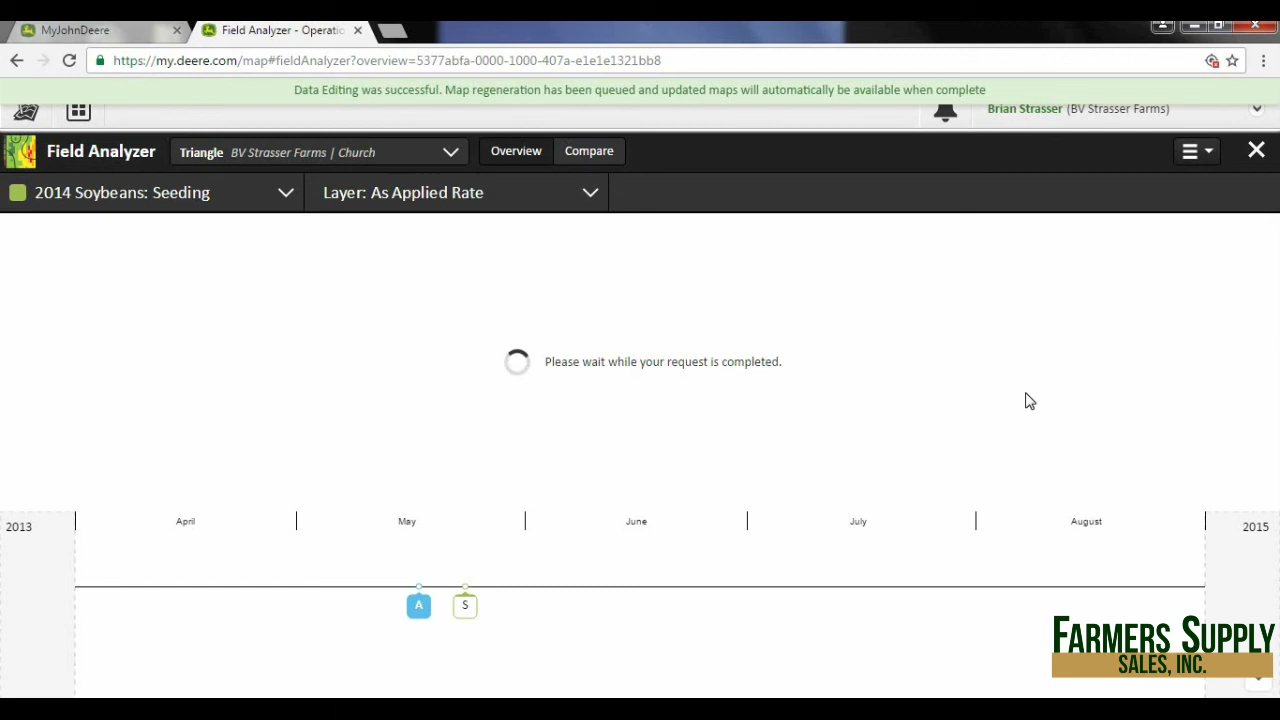 MyJohnDeere
Field Analyzer - Operatio
https://my.deere.com/map#fieldAnalyzer?overview=5377abfa-0000-1000-407a-e1e1e1321bb8
Data Editing was successful. Map regeneration has been queued and updated maps will automatically be available when complete
Brian Strasser (BV Strasser Farms)
Field Analyzer
Triangle BV Strasser Farms | Church
Overview
Compare
2014 Soybeans: Seeding
Layer: As Applied Rate
Please wait while your request is completed.
2013
April
May
June
July
August
2015
A
S
FARMERS SUPPLY
SALES, INC.